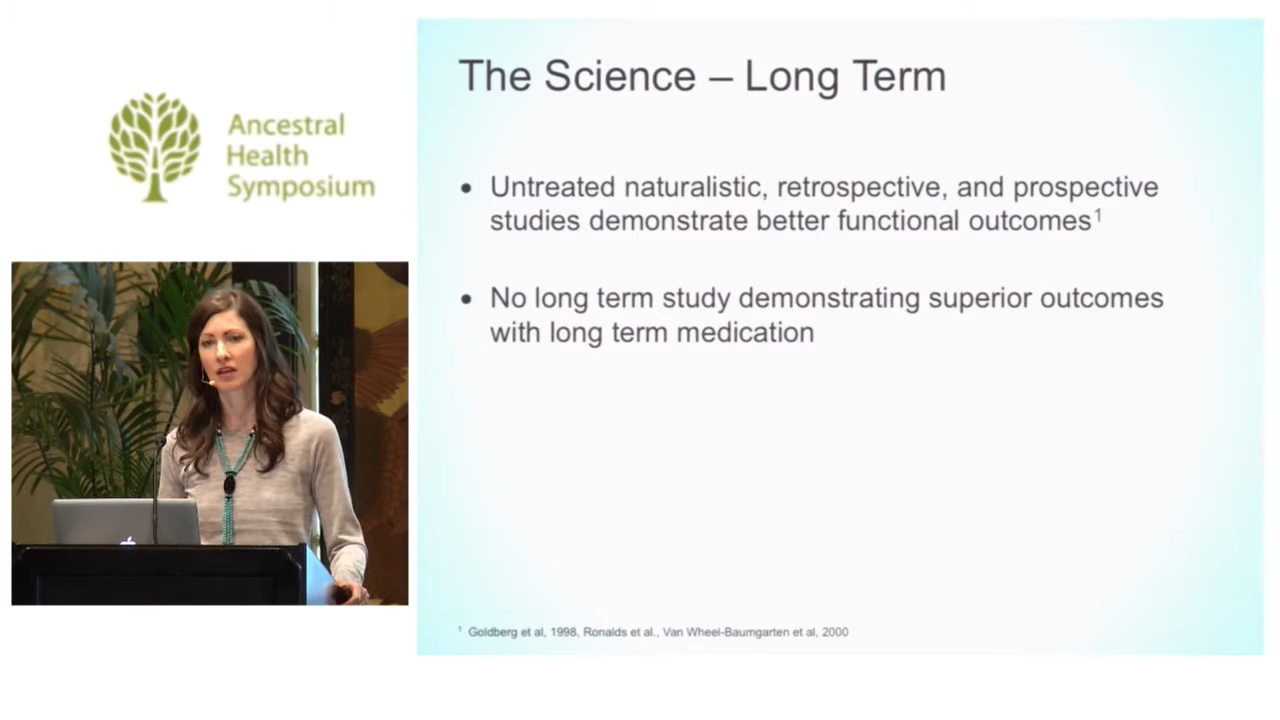 Ancestral
Health
Symposium
The Science – Long Term
• Untreated naturalistic, retrospective, and prospective
studies demonstrate better functional outcomes¹
• No long term study demonstrating superior outcomes
with long term medication
¹ Goldberg et al, 1998, Ronalds et al., Van Wheel-Baumgarten et al, 2000